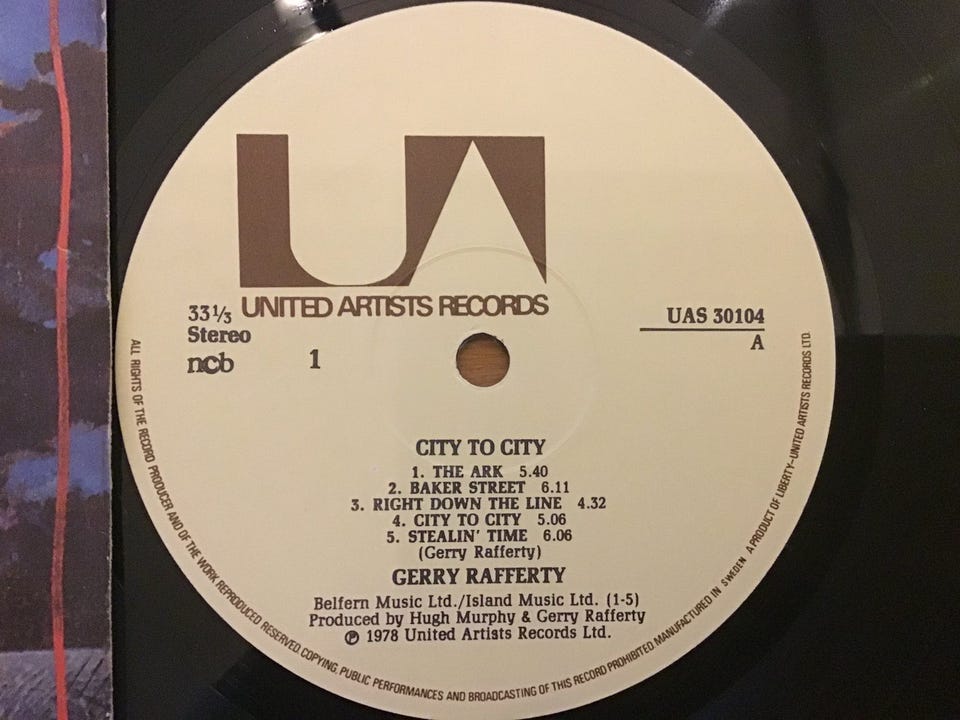 UA
UNITED ARTISTS RECORDS
33⅓
Stereo
ncb
1
UAS 30104
A
CITY TO CITY
1. THE ARK 5.40
2. BAKER STREET 6.11
3. RIGHT DOWN THE LINE 4.32
4. CITY TO CITY 5.06
5. STEALIN' TIME 6.06
(Gerry Rafferty)
GERRY RAFFERTY
Belfern Music Ltd./Island Music Ltd. (1-5)
Produced by Hugh Murphy & Gerry Rafferty
℗ 1978 United Artists Records Ltd.
ALL RIGHTS OF THE RECORD PRODUCER AND OF THE WORK REPRODUCED RESERVED COPYING, PUBLIC PERFORMANCES AND BROADCASTING OF THIS RECORD PROHIBITED. MANUFACTURED IN SWEDEN A PRODUCT OF LIBERTY-UNITED ARTISTS RECORDS LTD.